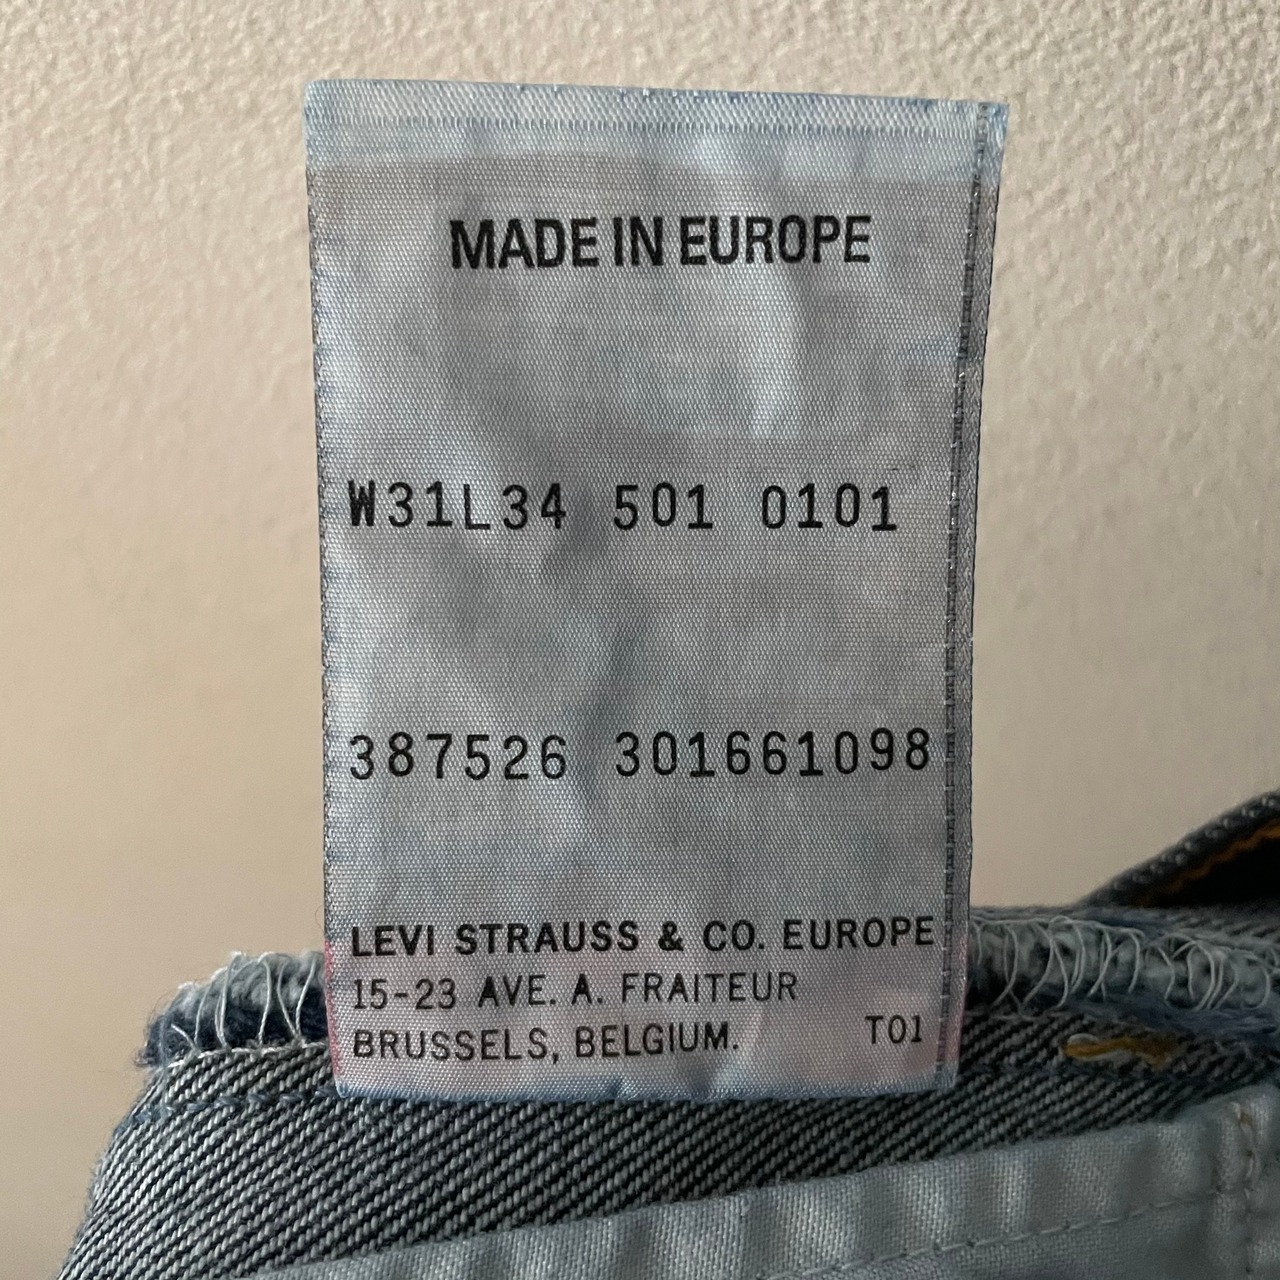 MADE IN EUROPE
W31L34 501 0101
387526 301661098
LEVI STRAUSS & CO. EUROPE
15-23 AVE. A. FRAITEUR
BRUSSELS, BELGIUM. T01